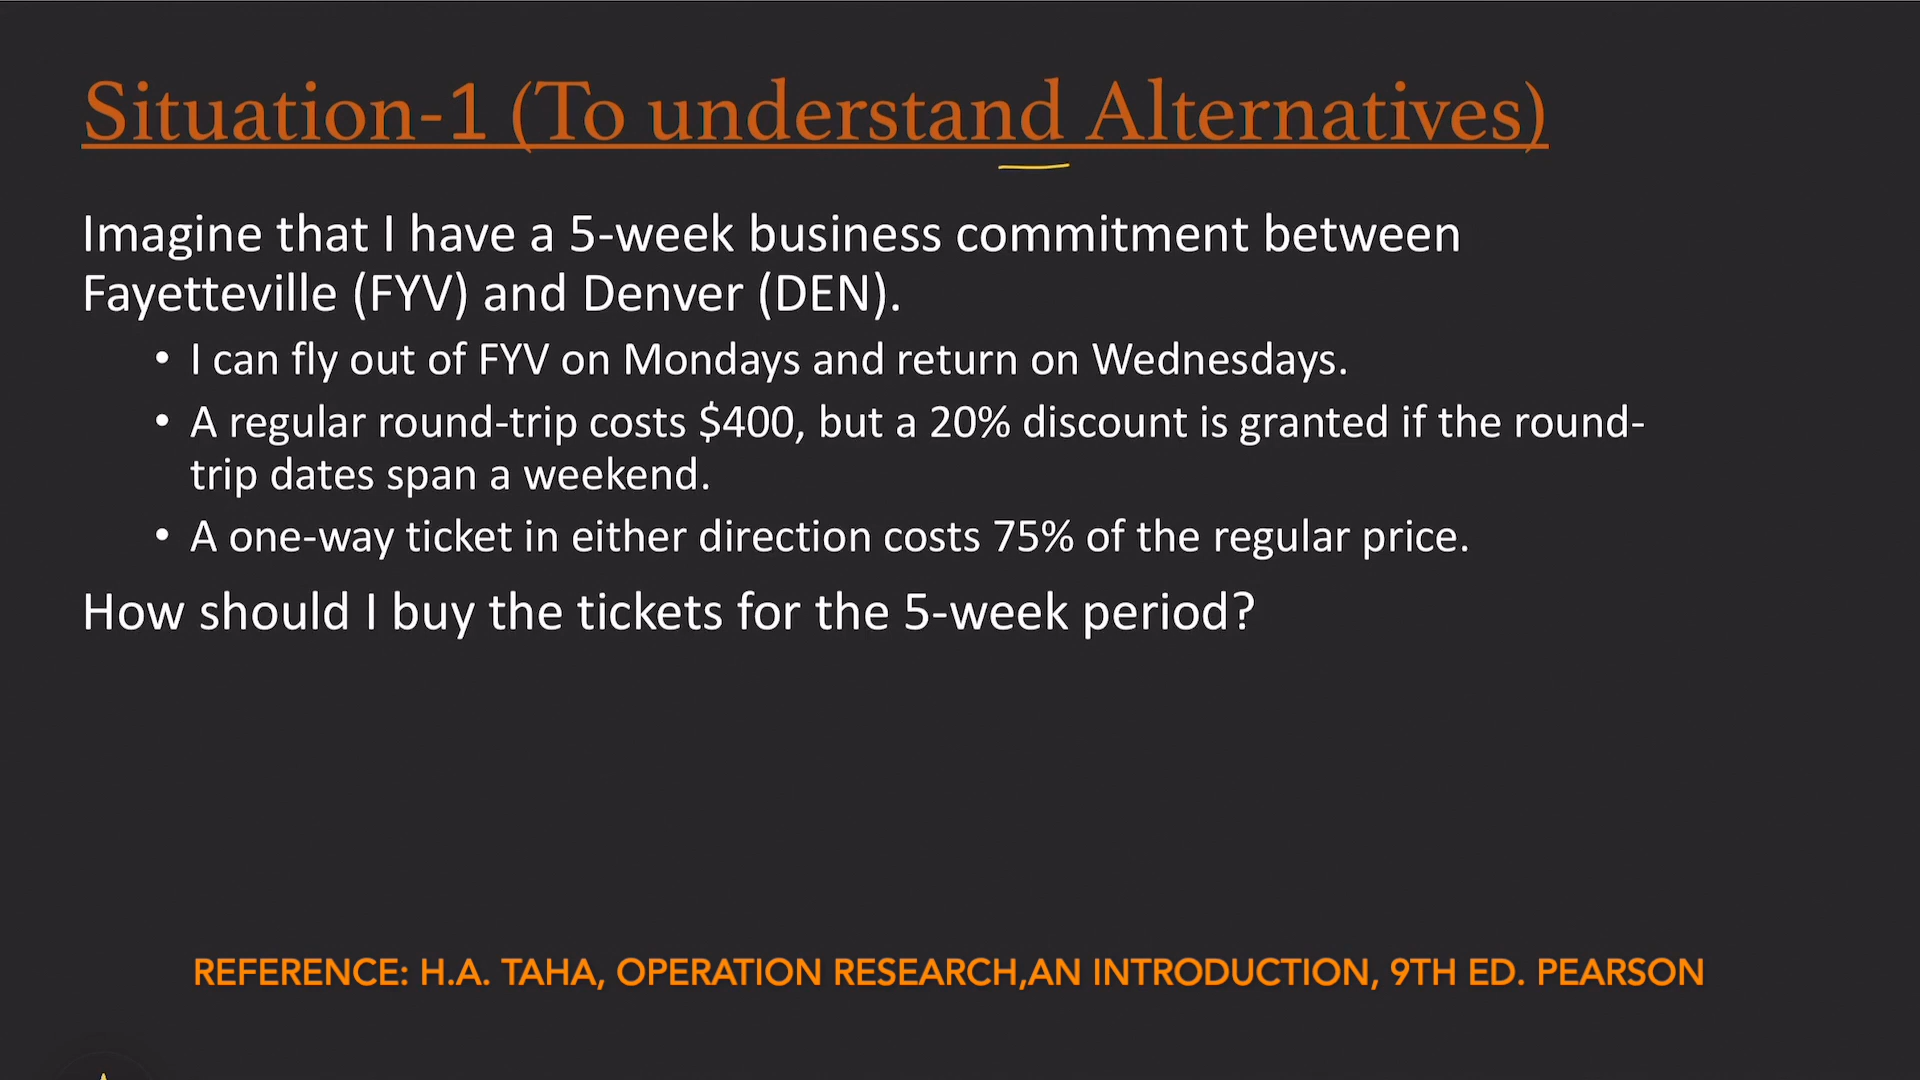 Situation-1 (To understand Alternatives)
Imagine that I have a 5-week business commitment between
Fayetteville (FYV) and Denver (DEN).
• I can fly out of FYV on Mondays and return on Wednesdays.
• A regular round-trip costs $400, but a 20% discount is granted if the round-
trip dates span a weekend.
• A one-way ticket in either direction costs 75% of the regular price.
How should I buy the tickets for the 5-week period?
REFERENCE: H.A. TAHA, OPERATION RESEARCH,AN INTRODUCTION, 9TH ED. PEARSON